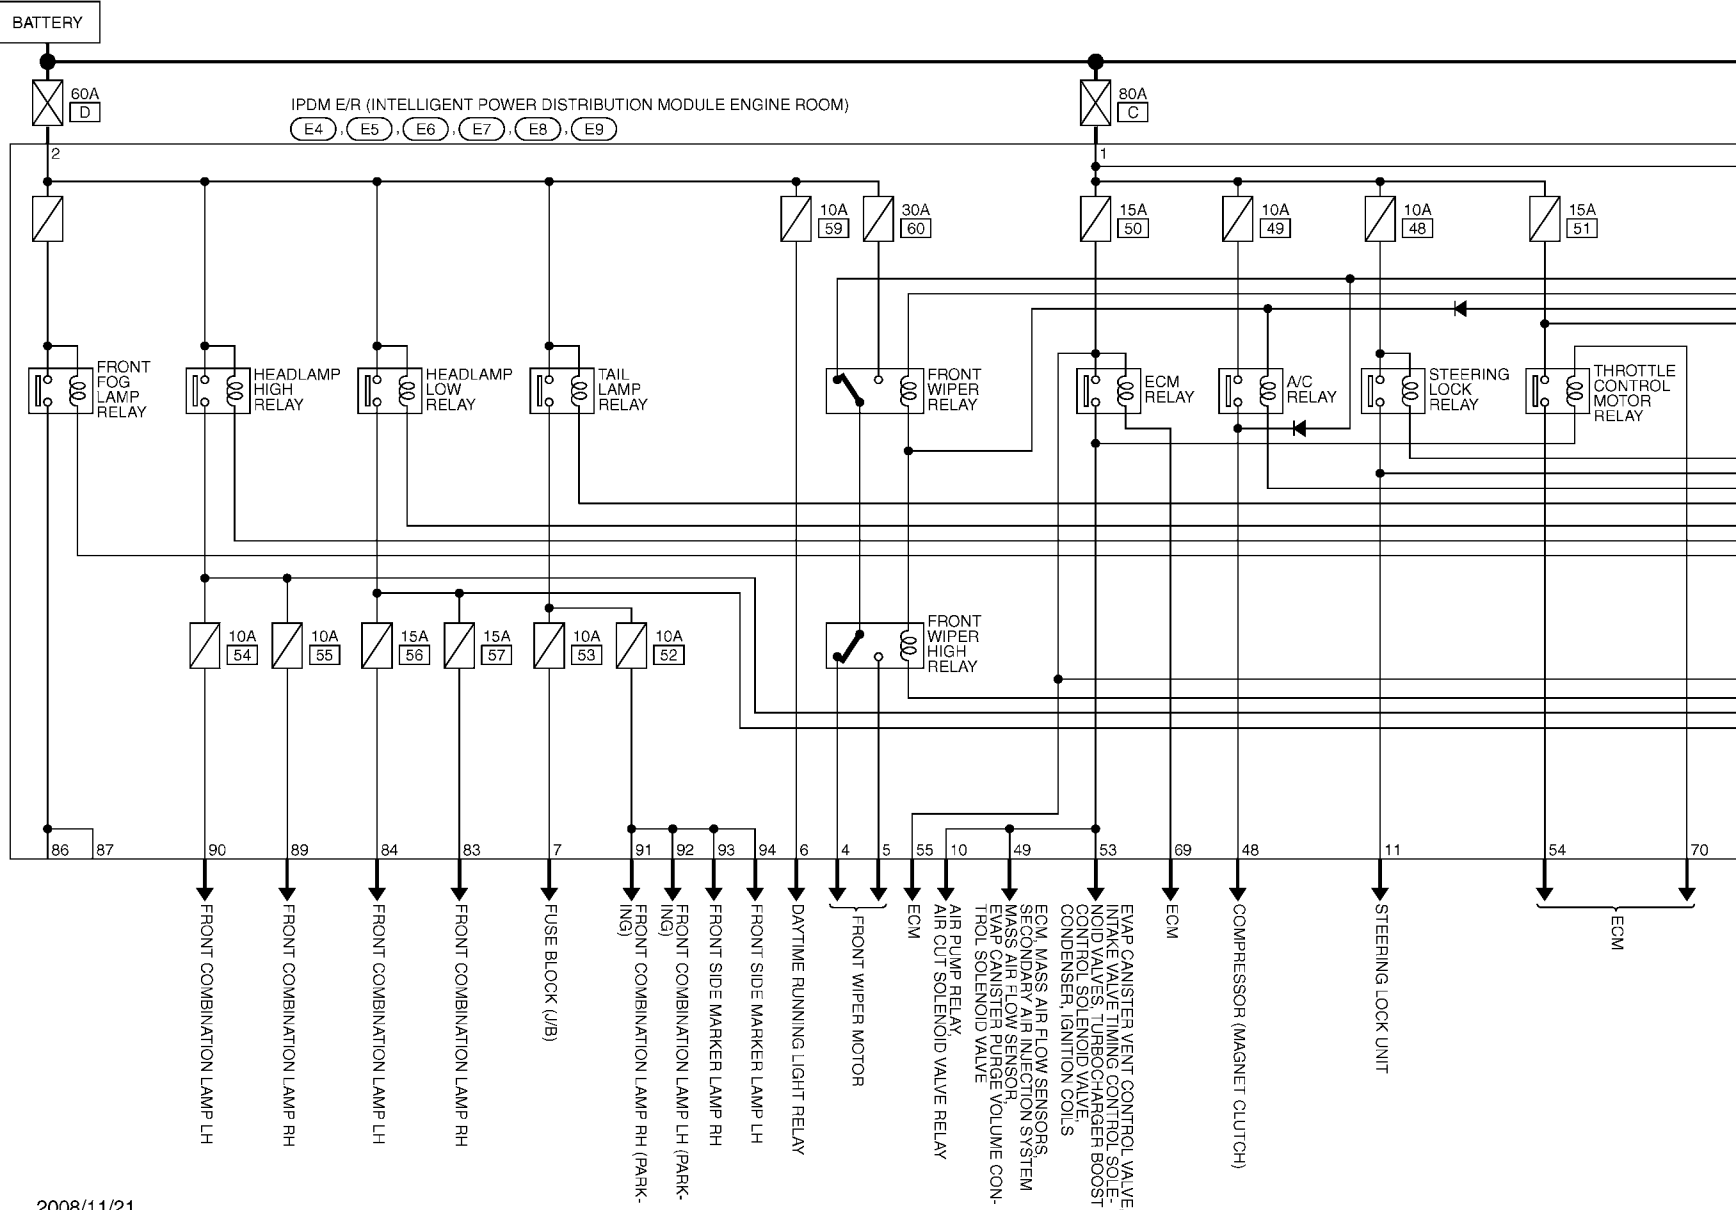 BATTERY
60A
D
IPDM E/R (INTELLIGENT POWER DISTRIBUTION MODULE ENGINE ROOM)
E4 , E5 , E6 , E7 , E8 , E9
80A
C
2
1
10A
59
30A
60
15A
50
10A
49
10A
48
15A
51
FRONT
FOG
LAMP
RELAY
HEADLAMP
HIGH
RELAY
HEADLAMP
LOW
RELAY
TAIL
LAMP
RELAY
FRONT
WIPER
RELAY
ECM
RELAY
A/C
RELAY
STEERING
LOCK
RELAY
THROTTLE
CONTROL
MOTOR
RELAY
10A
54
10A
55
15A
56
15A
57
10A
53
10A
52
FRONT
WIPER
HIGH
RELAY
86
87
90
89
84
83
7
91
92
93
94
6
4
5
55
10
49
53
69
48
11
54
70
FRONT COMBINATION LAMP LH
FRONT COMBINATION LAMP RH
FRONT COMBINATION LAMP LH
FRONT COMBINATION LAMP RH
FUSE BLOCK (J/B)
FRONT COMBINATION LAMP RH (PARK-
ING)
FRONT COMBINATION LAMP LH (PARK-
ING)
FRONT SIDE MARKER LAMP RH
FRONT SIDE MARKER LAMP LH
DAYTIME RUNNING LIGHT RELAY
FRONT WIPER MOTOR
ECM
AIR PUMP RELAY,
AIR CUT SOLENOID VALVE RELAY
ECM, MASS AIR FLOW SENSORS,
SECONDARY AIR INJECTION SYSTEM
MASS AIR FLOW SENSOR,
EVAP CANISTER PURGE VOLUME CON-
TROL SOLENOID VALVE
EVAP CANISTER VENT CONTROL VALVE,
INTAKE VALVE TIMING CONTROL SOLE-
NOID VALVES, TURBOCHARGER BOOST
CONTROL SOLENOID VALVE,
CONDENSER, IGNITION COILS
ECM
COMPRESSOR (MAGNET CLUTCH)
STEERING LOCK UNIT
ECM
2008/11/21